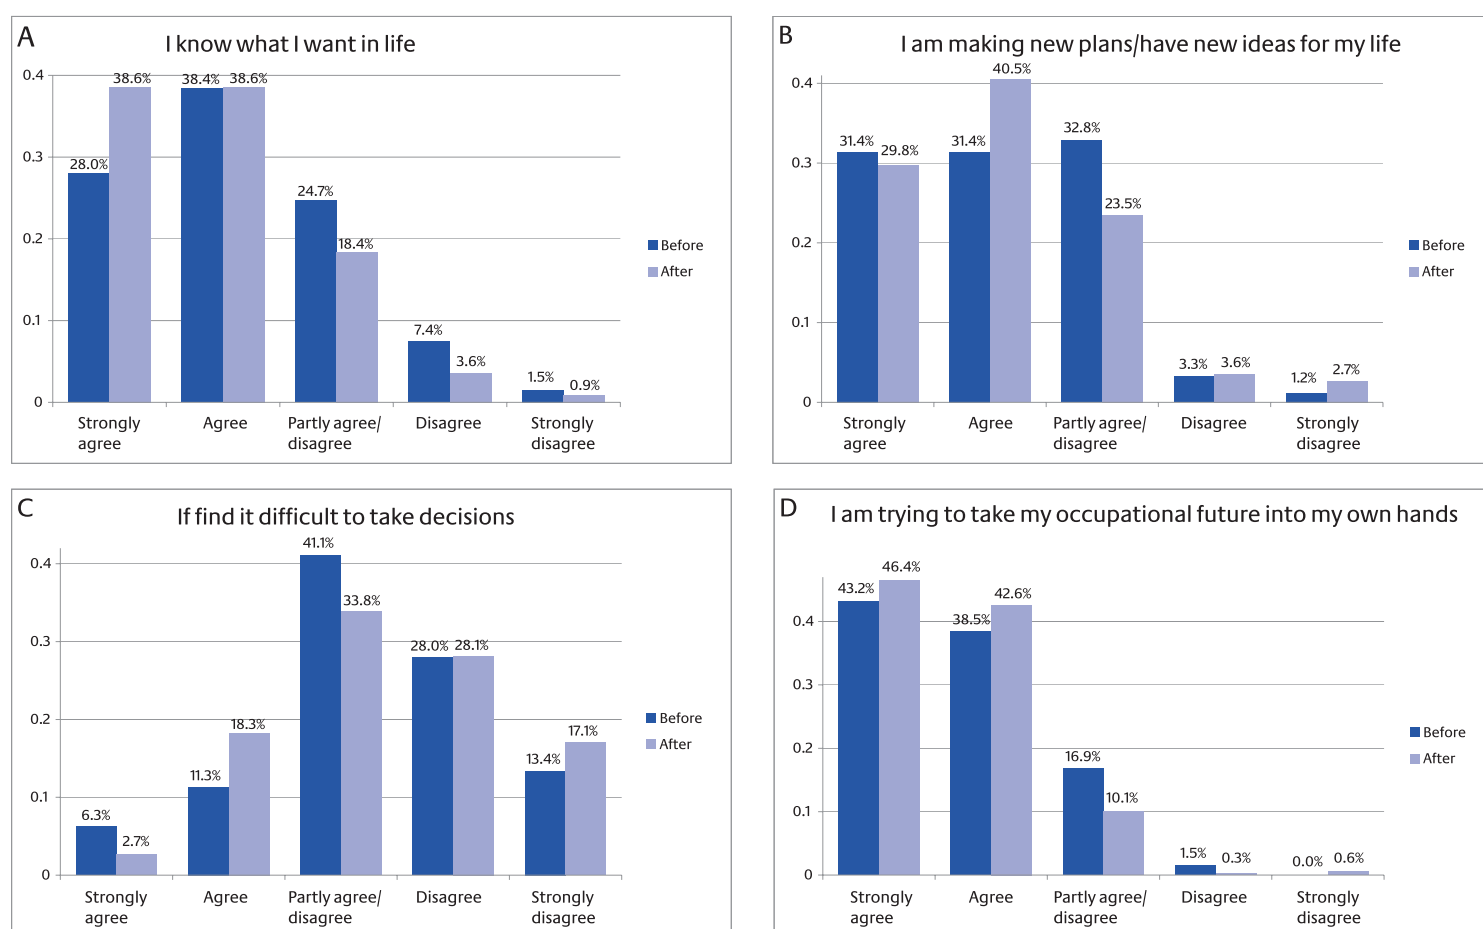 A
I know what I want in life
0.4
0.3
0.2
0.1
0
28.0%
38.6%
38.4%
38.6%
24.7%
18.4%
7.4%
3.6%
1.5%
0.9%
Strongly
agree
Agree
Partly agree/
disagree
Disagree
Strongly
disagree
Before
After
B
I am making new plans/have new ideas for my life
0.4
0.3
0.2
0.1
0
31.4%
29.8%
31.4%
40.5%
32.8%
23.5%
3.3%
3.6%
1.2%
2.7%
Strongly
agree
Agree
Partly agree/
disagree
Disagree
Strongly
disagree
Before
After
C
If find it difficult to take decisions
0.4
0.3
0.2
0.1
0
6.3%
2.7%
11.3%
18.3%
41.1%
33.8%
28.0%
28.1%
13.4%
17.1%
Strongly
agree
Agree
Partly agree/
disagree
Disagree
Strongly
disagree
Before
After
D
I am trying to take my occupational future into my own hands
0.4
0.3
0.2
0.1
0
43.2%
46.4%
38.5%
42.6%
16.9%
10.1%
1.5%
0.3%
0.0%
0.6%
Strongly
agree
Agree
Partly agree/
disagree
Disagree
Strongly
disagree
Before
After